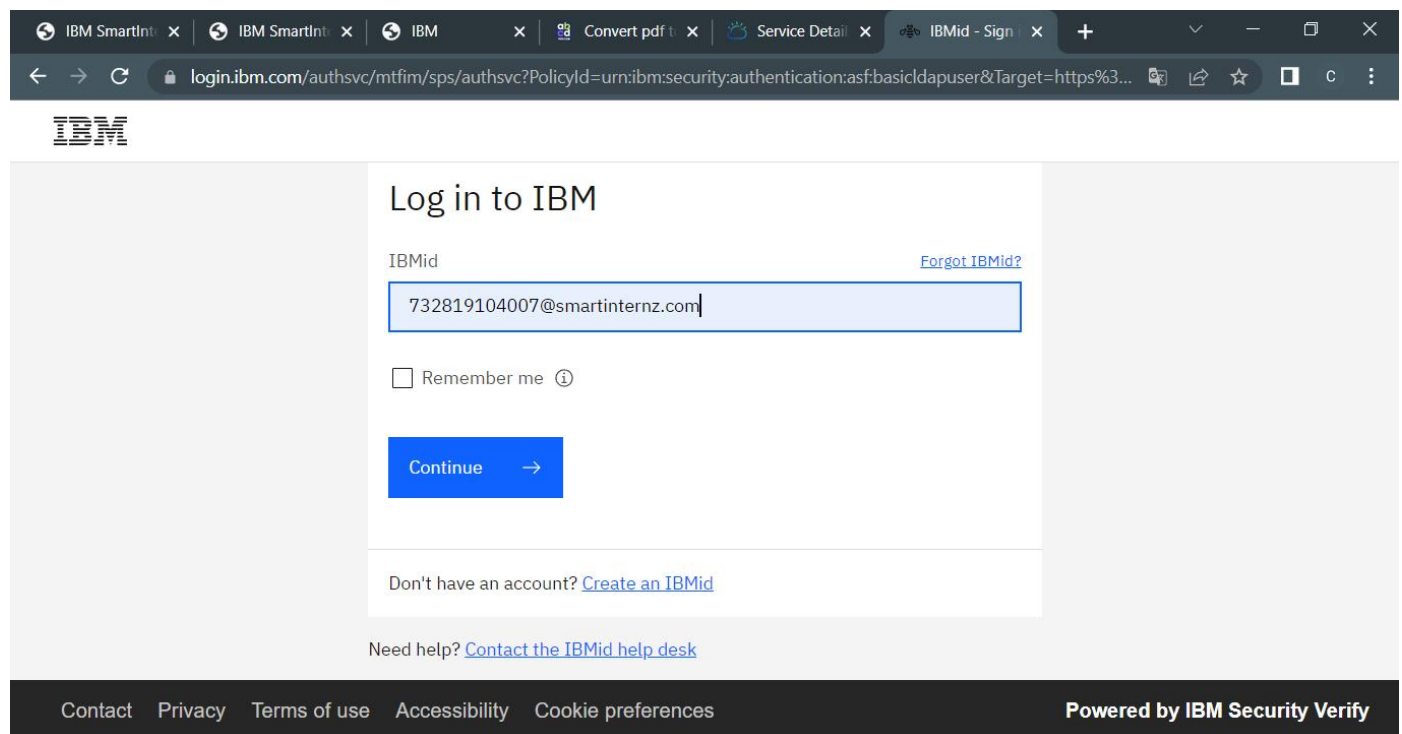 IBM SmartInt IBM SmartInt IBM Convert pdf t Service Detail IBMid - Sign
login.ibm.com/authsvc/mtfim/sps/authsvc?PolicyId=urn:ibm:security:authentication:asf:basicldapuser&Target=https%3... C
IBM
Log in to IBM
IBMid Forgot IBMid?
732819104007@smartinternz.com
Remember me
Continue →
Don't have an account? Create an IBMid
Need help? Contact the IBMid help desk
Contact Privacy Terms of use Accessibility Cookie preferences Powered by IBM Security Verify